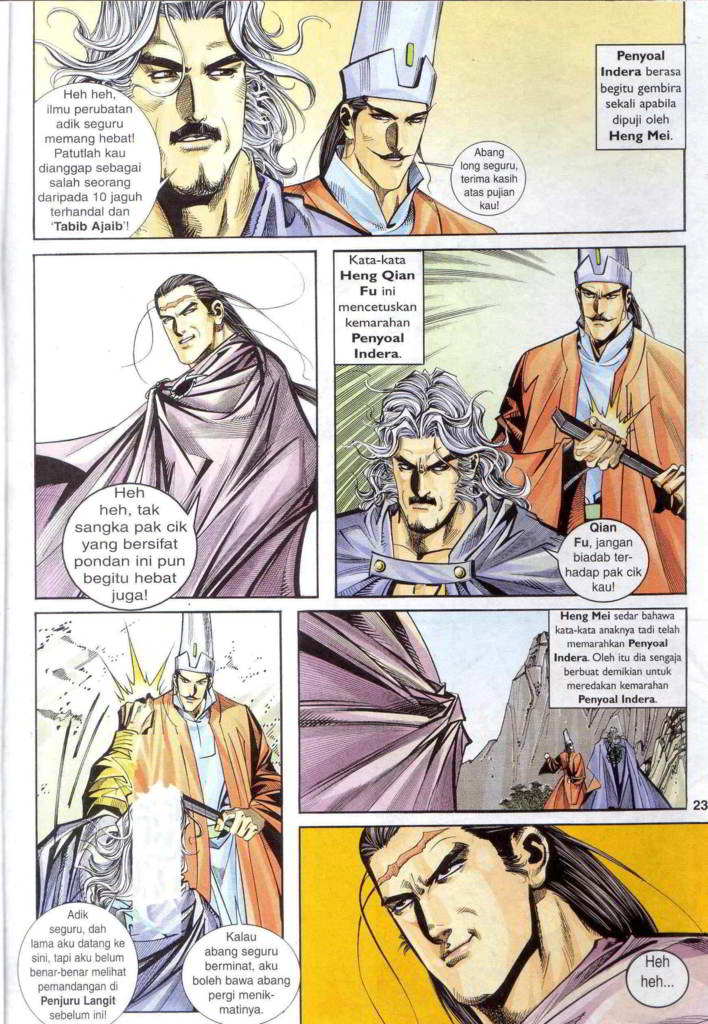 Heh heh,
ilmu perubatan
adik seguru
memang hebat!
Patutlah kau
dianggap sebagai
salah seorang
daripada 10 jaguh
terhandal dan
'Tabib Ajaib'!
Abang
long seguru,
terima kasih
atas pujian
kau!
Penyoal
Indera berasa
begitu gembira
sekali apabila
dipuji oleh
Heng Mei.
Heh
heh, tak
sangka pak cik
yang bersifat
pondan ini pun
begitu hebat
juga!
Kata-kata
Heng Qian
Fu ini
mencetuskan
kemarahan
Penyoal
Indera.
Qian
Fu, jangan
biadab ter-
hadap pak cik
kau!
Adik
seguru, dah
lama aku datang ke
sini, tapi aku belum
benar-benar melihat
pemandangan di
Penjuru Langit
sebelum ini!
Kalau
abang seguru
berminat, aku
boleh bawa abang
pergi menik-
matinya.
Heng Mei sedar bahawa
kata-kata anaknya tadi telah
memarahkan Penyoal
Indera. Oleh itu dia sengaja
berbuat demikian untuk
meredakan kemarahan
Penyoal Indera.
23
Heh
heh...